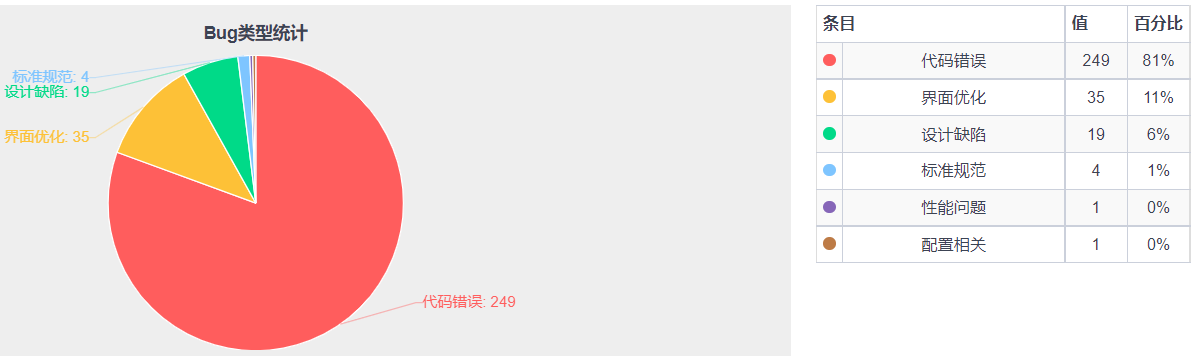 Bug类型统计
标准规范: 4
设计缺陷: 19
界面优化: 35
代码错误: 249
条目 值 百分比
代码错误 249 81%
界面优化 35 11%
设计缺陷 19 6%
标准规范 4 1%
性能问题 1 0%
配置相关 1 0%